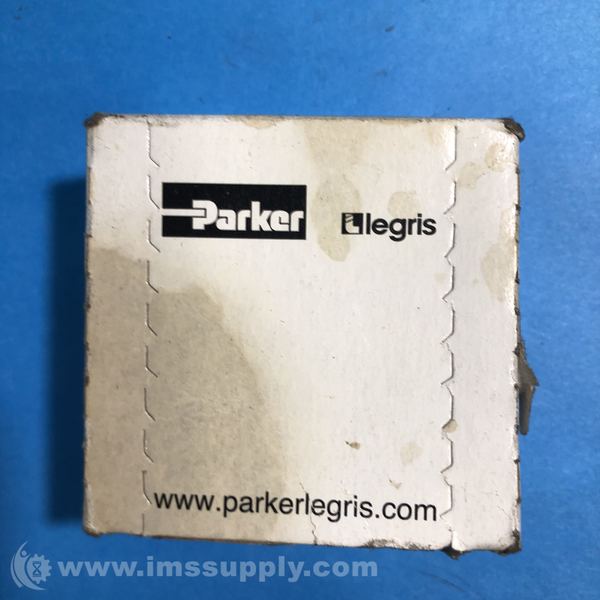 Parker legris
www.parkerlegris.com
www.imssupply.com